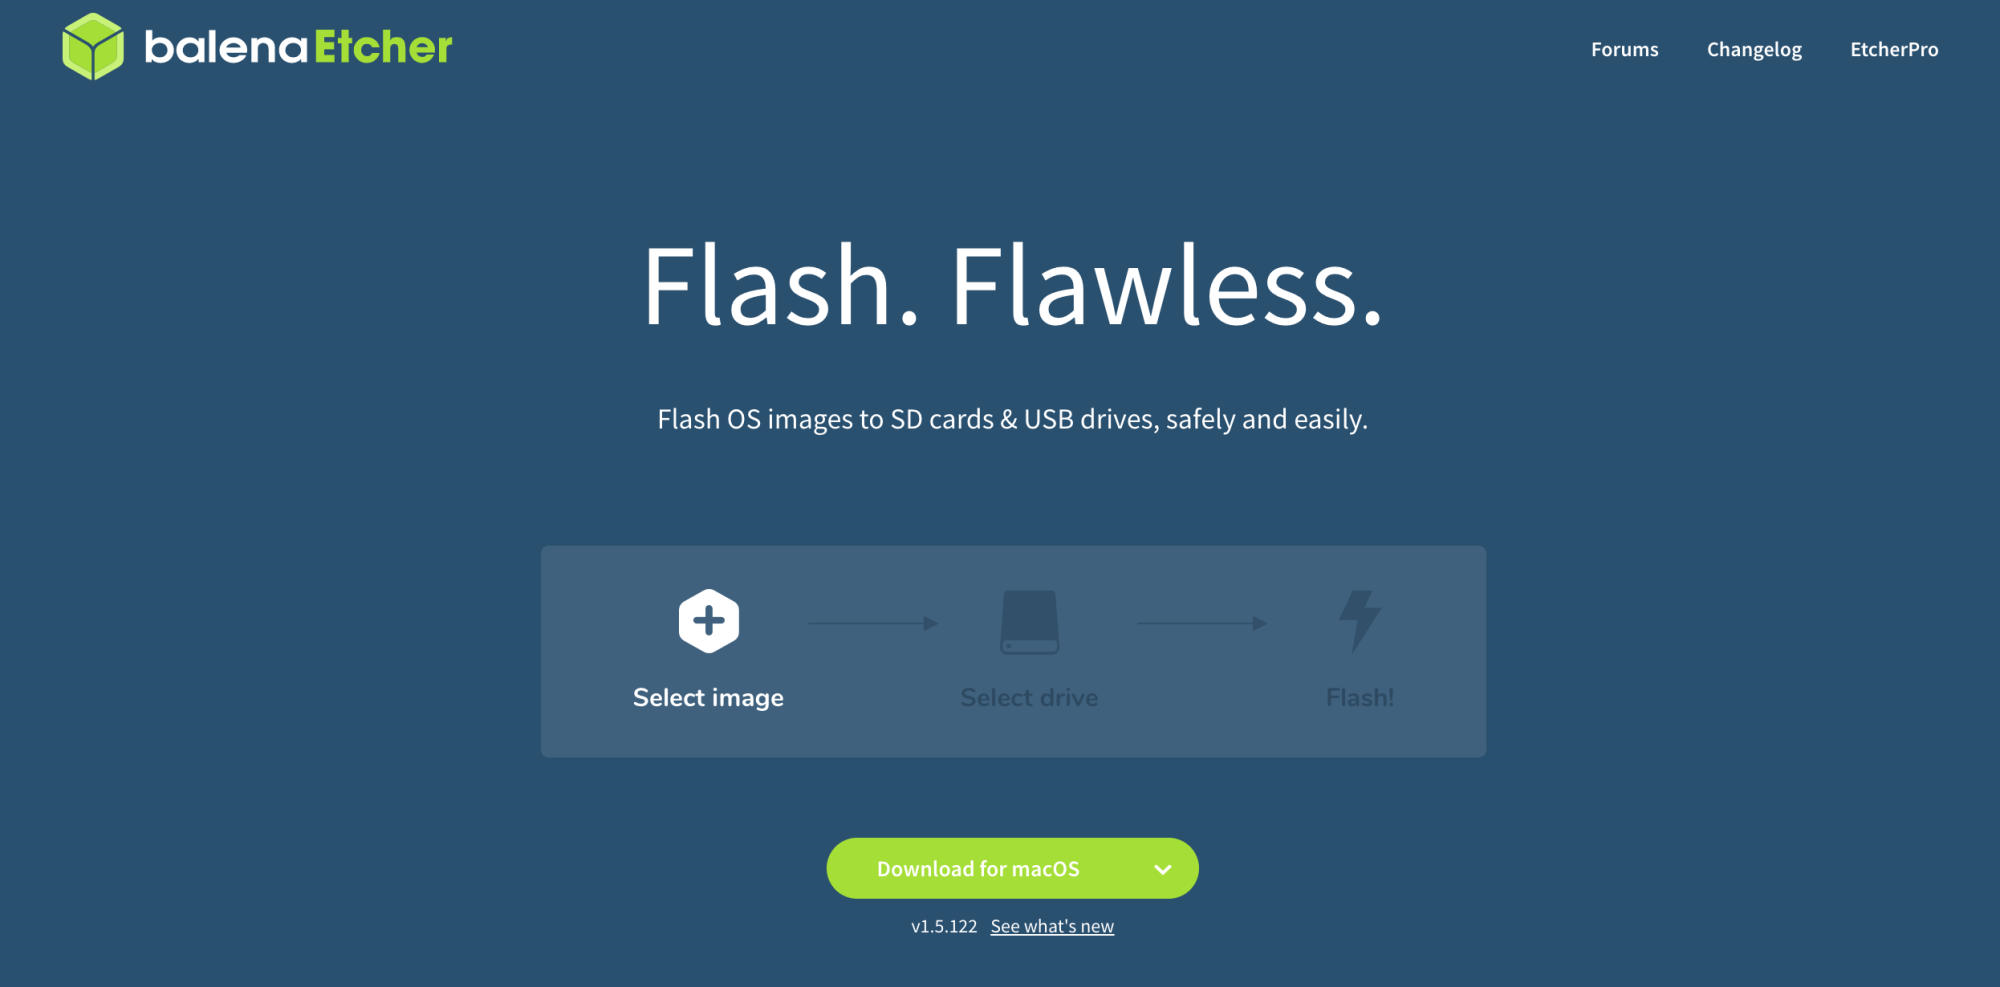 balenaEtcher
Forums Changelog EtcherPro
Flash. Flawless.
Flash OS images to SD cards & USB drives, safely and easily.
Select image Select drive Flash!
Download for macOS
v1.5.122 See what's new